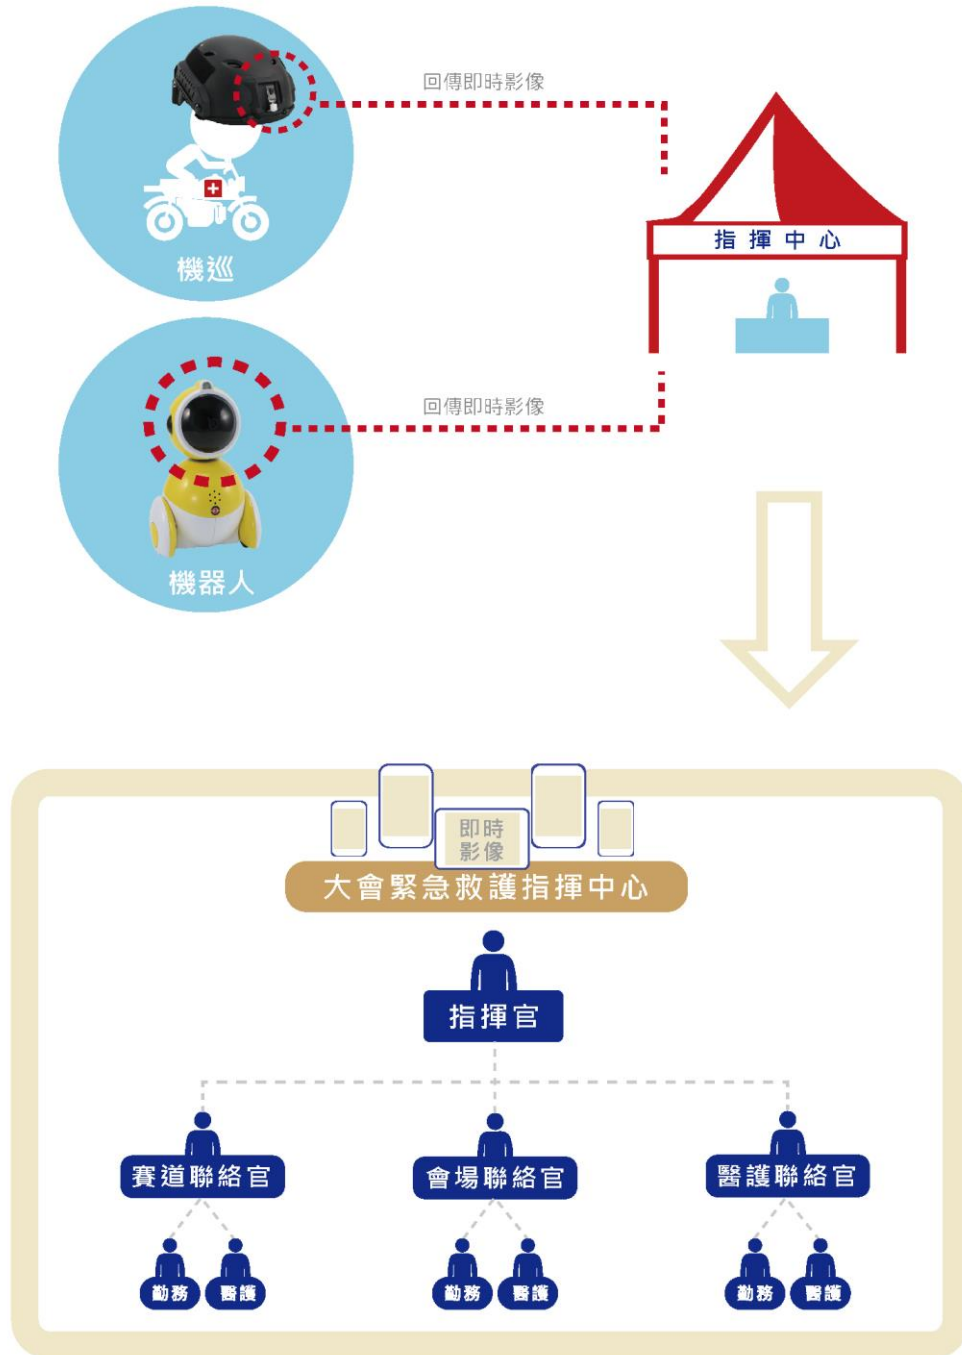 回傳即時影像
指揮中心
機巡
回傳即時影像
機器人
即時
影像
大會緊急救護指揮中心
指揮官
賽道聯絡官
會場聯絡官
醫護聯絡官
勤務
醫護
勤務
醫護
勤務
醫護